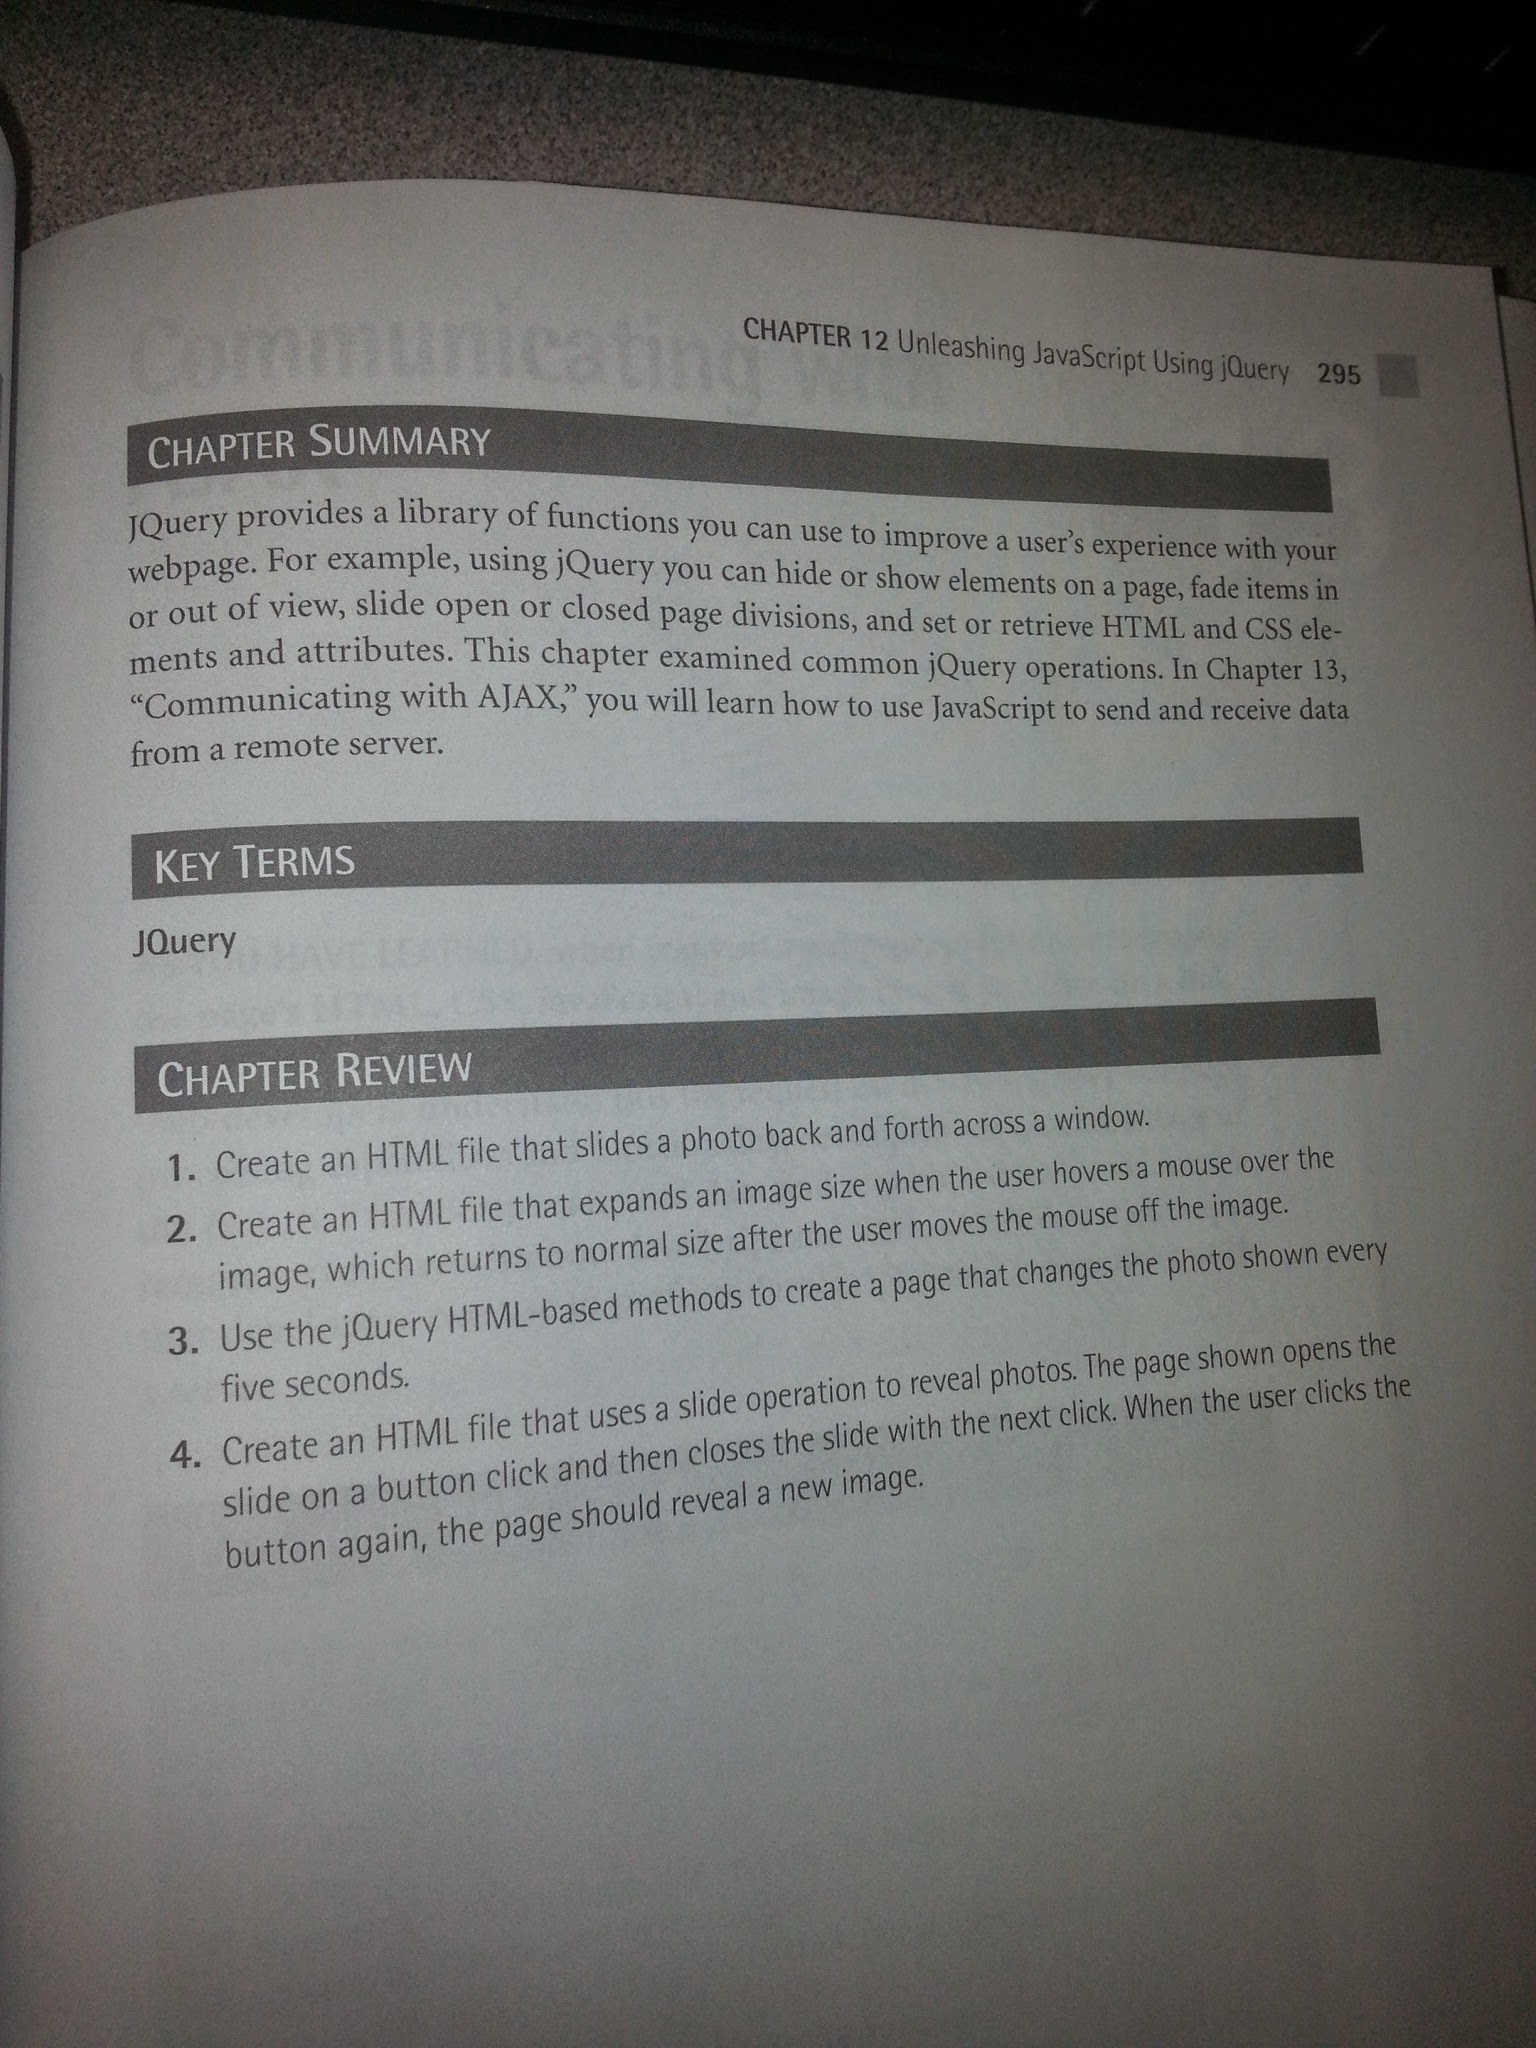 CHAPTER 12 Unleashing JavaScript Using jQuery 295
CHAPTER SUMMARY
JQuery provides a library of functions you can use to improve a user's experience with your
webpage. For example, using jQuery you can hide or show elements on a page, fade items in
or out of view, slide open or closed page divisions, and set or retrieve HTML and CSS ele-
ments and attributes. This chapter examined common jQuery operations. In Chapter 13,
“Communicating with AJAX,” you will learn how to use JavaScript to send and receive data
from a remote server.
KEY TERMS
JQuery
CHAPTER REVIEW
1. Create an HTML file that slides a photo back and forth across a window.
2. Create an HTML file that expands an image size when the user hovers a mouse over the
image, which returns to normal size after the user moves the mouse off the image.
3. Use the jQuery HTML-based methods to create a page that changes the photo shown every
five seconds.
4. Create an HTML file that uses a slide operation to reveal photos. The page shown opens the
slide on a button click and then closes the slide with the next click. When the user clicks the
button again, the page should reveal a new image.